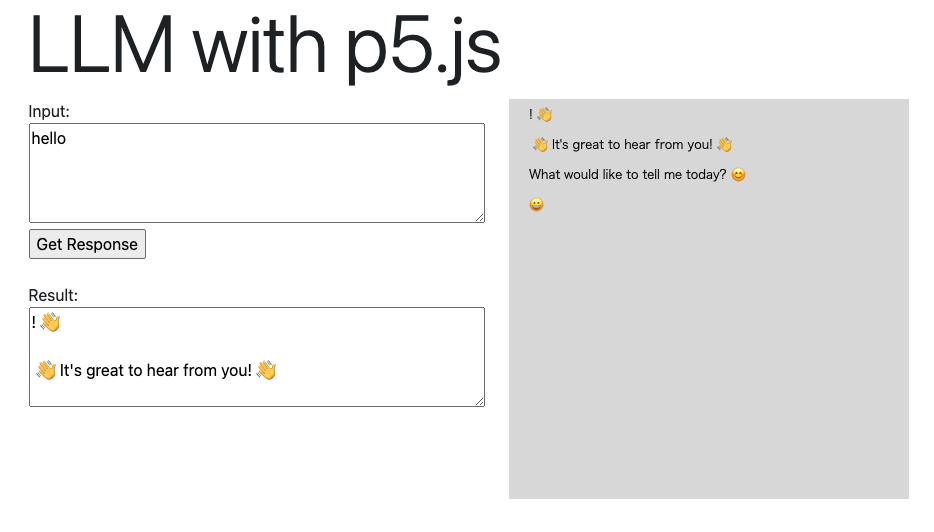 LLM with p5.js
Input:
hello
Get Response
Result:
! 👋
👋 It's great to hear from you! 👋
! 👋
👋 It's great to hear from you! 👋
What would like to tell me today? 😊
😀